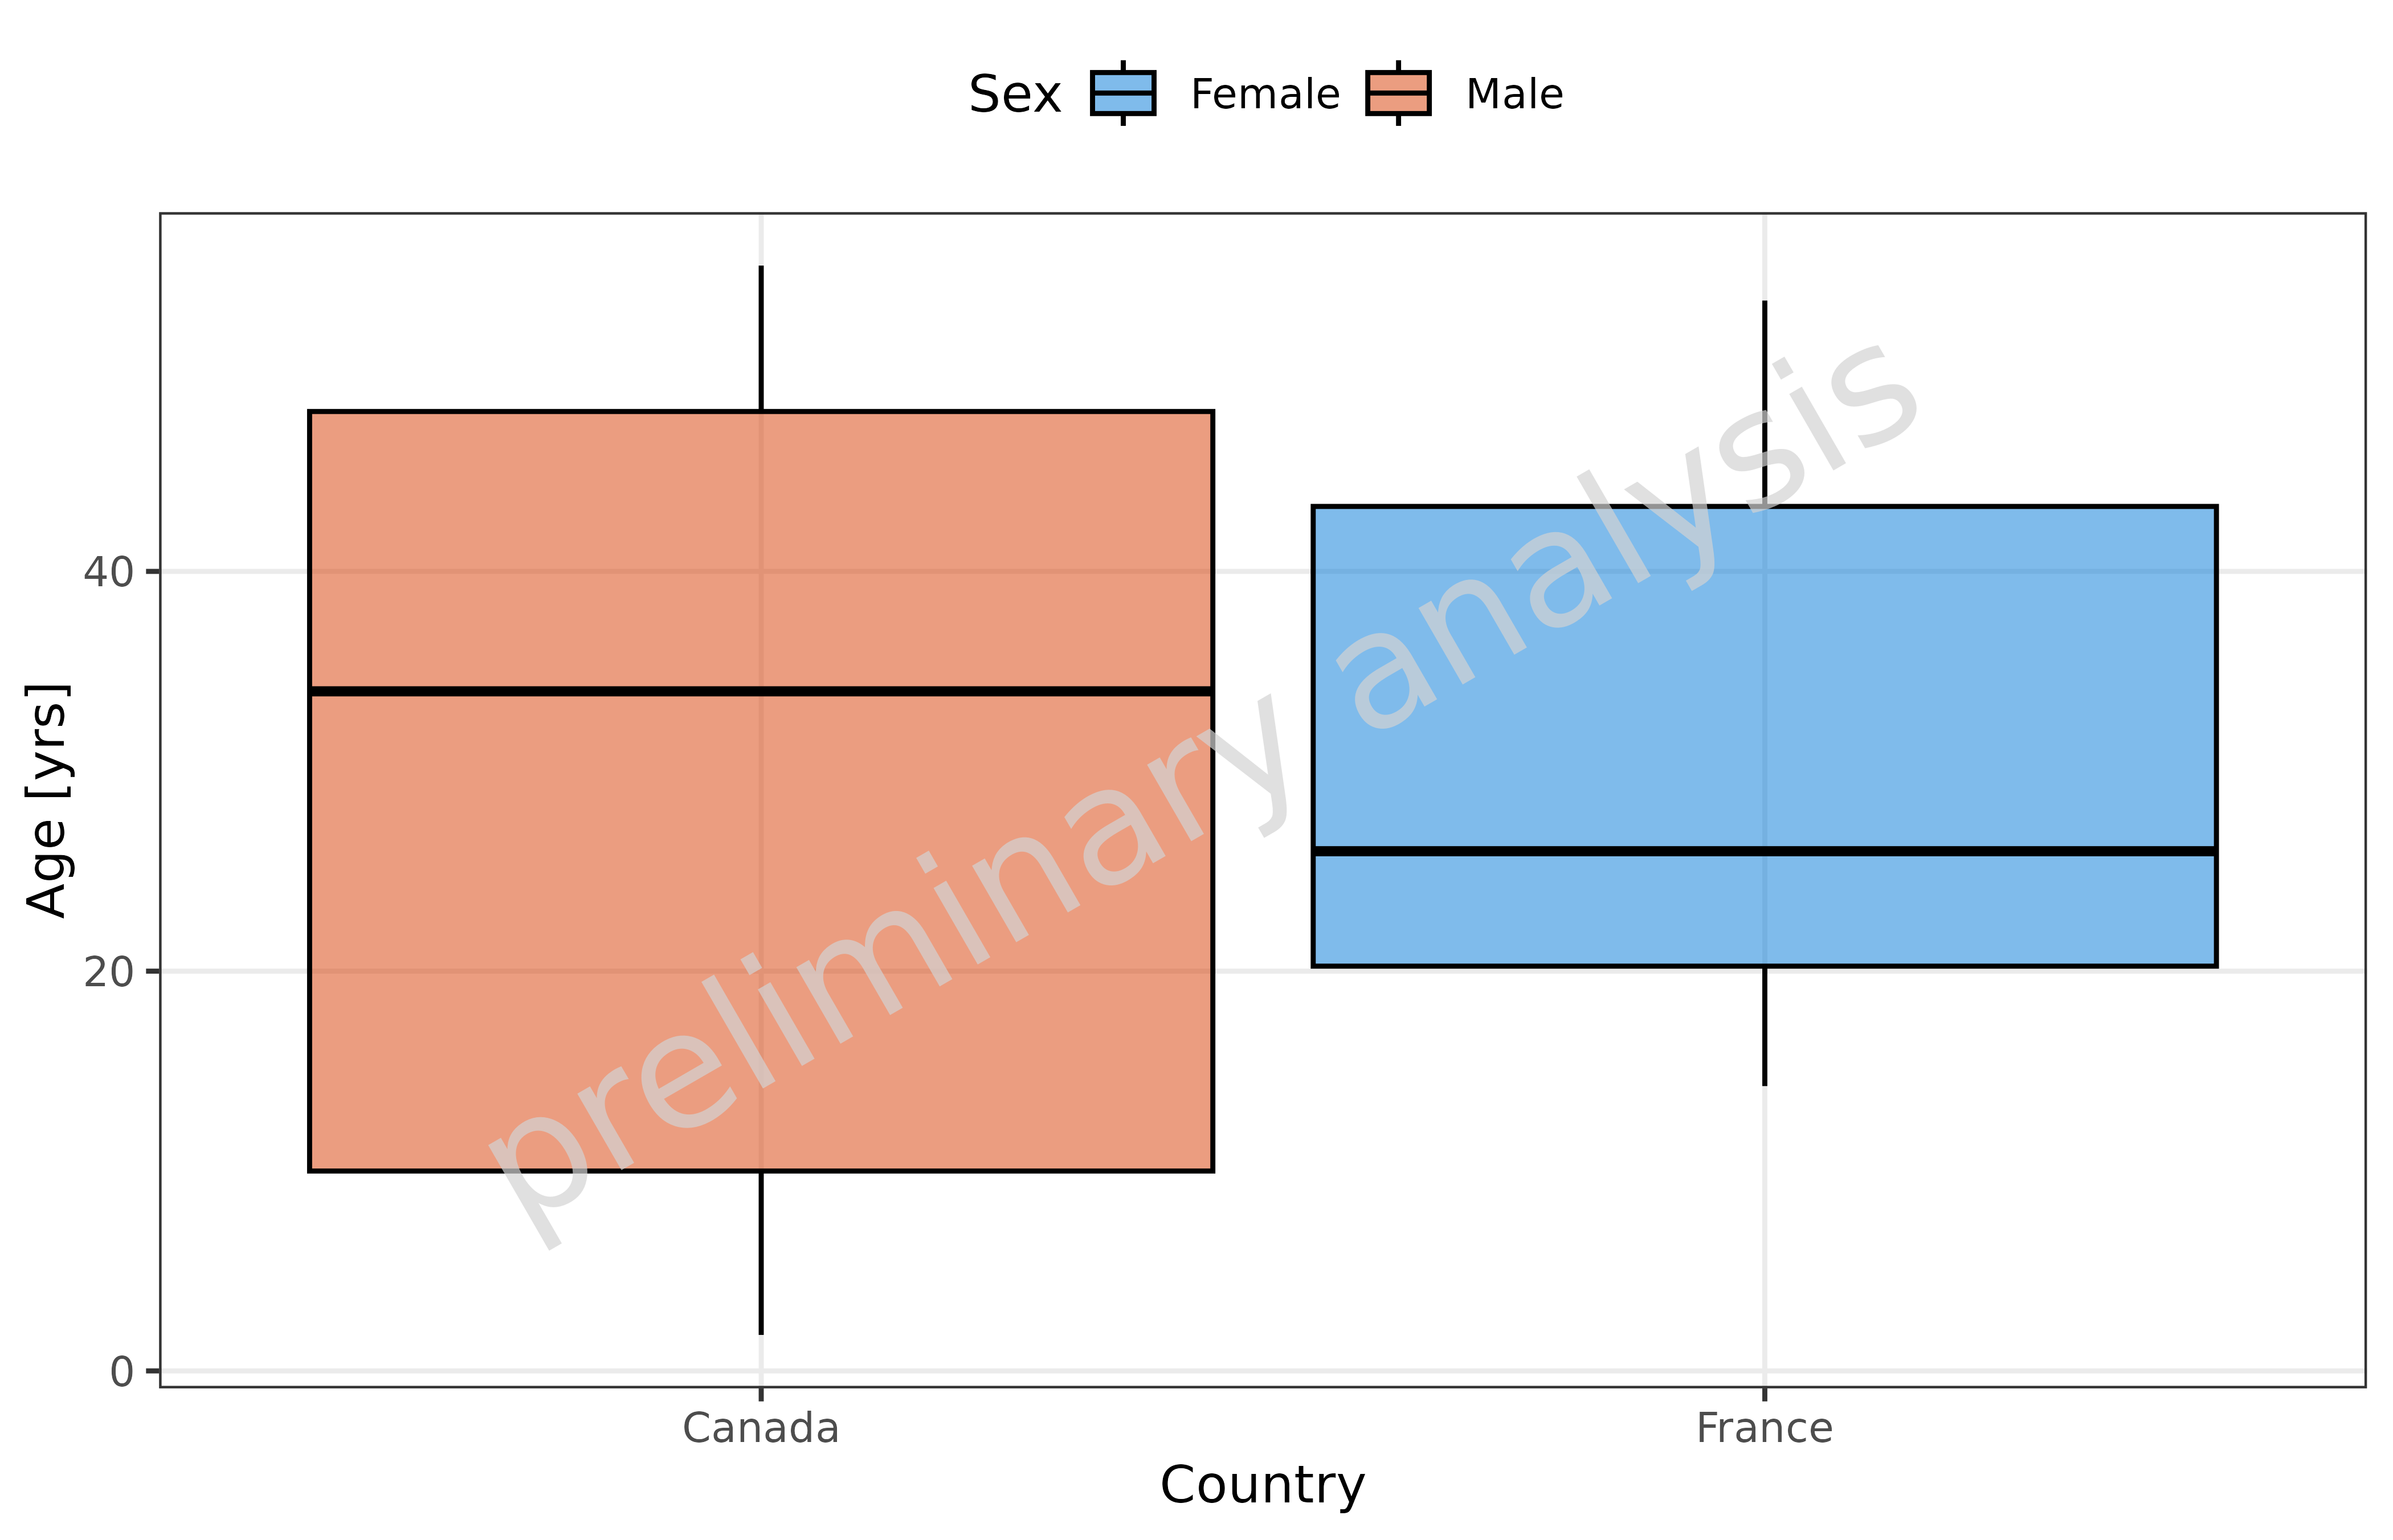 Sex Female Male
40
20
0
Age [yrs]
preliminary analysis
Canada France
Country